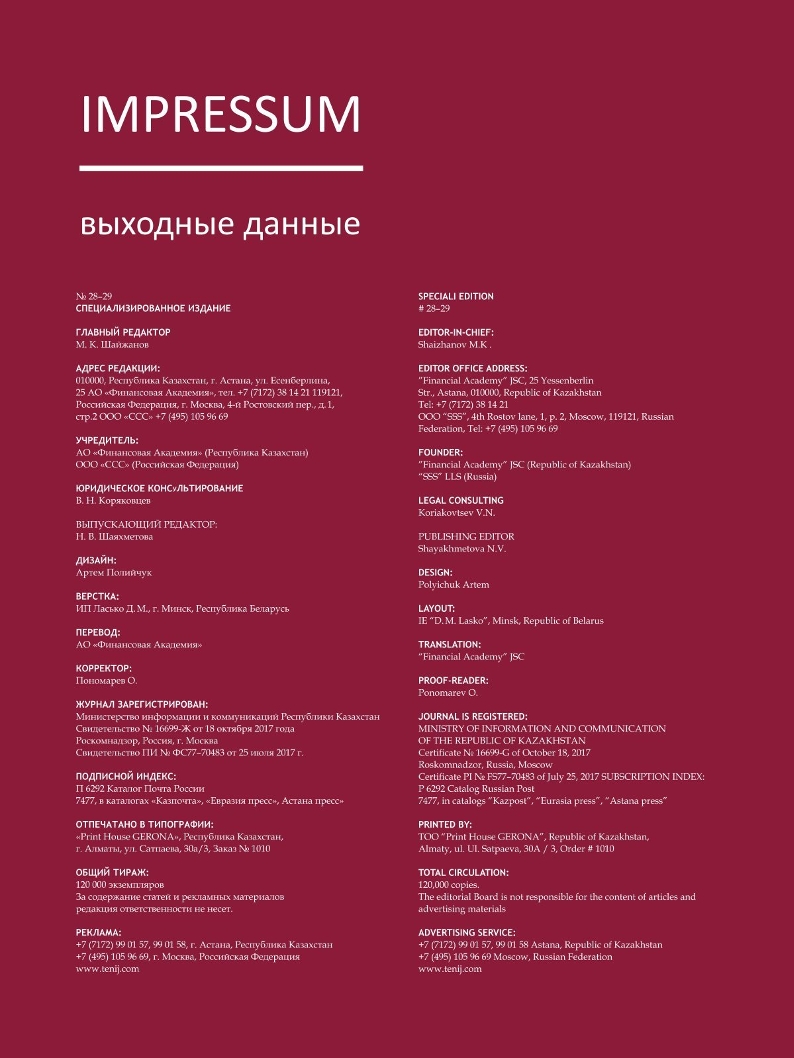 IMPRESSUM
выходные данные
№ 28–29
СПЕЦИАЛИЗИРОВАННОЕ ИЗДАНИЕ
ГЛАВНЫЙ РЕДАКТОР
М. К. Шайжанов
АДРЕС РЕДАКЦИИ:
010000, Республика Казахстан, г. Астана, ул. Есенберлина,
25 АО «Финансовая Академия», тел. +7 (7172) 38 14 21 119121,
Российская Федерация, г. Москва, 4-й Ростовский пер., д.1,
стр.2 ООО «ССС» +7 (495) 105 96 69
УЧРЕДИТЕЛЬ:
АО «Финансовая Академия» (Республика Казахстан)
ООО «ССС» (Российская Федерация)
ЮРИДИЧЕСКОЕ КОНСуЛЬТИРОВАНИЕ
В. Н. Коряковцев
ВЫПУСКАЮЩИЙ РЕДАКТОР:
Н. В. Шаяхметова
ДИЗАЙН:
Артем Полийчук
ВЕРСТКА:
ИП Ласько Д. М., г. Минск, Республика Беларусь
ПЕРЕВОД:
АО «Финансовая Академия»
КОРРЕКТОР:
Пономарев О.
ЖУРНАЛ ЗАРЕГИСТРИРОВАН:
Министерство информации и коммуникаций Республики Казахстан
Свидетельство № 16699-Ж от 18 октября 2017 года
Роскомнадзор, Россия, г. Москва
Свидетельство ПИ № ФС77–70483 от 25 июля 2017 г.
ПОДПИСНОЙ ИНДЕКС:
П 6292 Каталог Почта России
7477, в каталогах «Казпочта», «Евразия пресс», Астана пресс»
ОТПЕЧАТАНО В ТИПОГРАФИИ:
«Print House GERONA», Республика Казахстан,
г. Алматы, ул. Сатпаева, 30а/3, Заказ № 1010
ОБЩИЙ ТИРАЖ:
120 000 экземпляров
За содержание статей и рекламных материалов
редакция ответственности не несет.
РЕКЛАМА:
+7 (7172) 99 01 57, 99 01 58, г. Астана, Республика Казахстан
+7 (495) 105 96 69, г. Москва, Российская Федерация
www.tenij.com
SPECIALI EDITION
# 28–29
EDITOR-IN-CHIEF:
Shaizhanov M.K .
EDITOR OFFICE ADDRESS:
"Financial Academy" JSC, 25 Yessenberlin
Str., Astana, 010000, Republic of Kazakhstan
Tel: +7 (7172) 38 14 21
OOO "SSS", 4th Rostov lane, 1, p. 2, Moscow, 119121, Russian
Federation, Tel: +7 (495) 105 96 69
FOUNDER:
"Financial Academy" JSC (Republic of Kazakhstan)
"SSS" LLS (Russia)
LEGAL CONSULTING
Koriakovtsev V.N.
PUBLISHING EDITOR
Shayakhmetova N.V.
DESIGN:
Polyichuk Artem
LAYOUT:
IE "D. M. Lasko", Minsk, Republic of Belarus
TRANSLATION:
"Financial Academy" JSC
PROOF-READER:
Ponomarev O.
JOURNAL IS REGISTERED:
MINISTRY OF INFORMATION AND COMMUNICATION
OF THE REPUBLIC OF KAZAKHSTAN
Certificate № 16699-G of October 18, 2017
Roskomnadzor, Russia, Moscow
Certificate PI № FS77–70483 of July 25, 2017 SUBSCRIPTION INDEX:
P 6292 Catalog Russian Post
7477, in catalogs "Kazpost", "Eurasia press", "Astana press"
PRINTED BY:
TOO "Print House GERONA", Republic of Kazakhstan,
Almaty, ul. Ul. Satpaeva, 30A / 3, Order # 1010
TOTAL CIRCULATION:
120,000 copies.
The editorial Board is not responsible for the content of articles and
advertising materials
ADVERTISING SERVICE:
+7 (7172) 99 01 57, 99 01 58 Astana, Republic of Kazakhstan
+7 (495) 105 96 69 Moscow, Russian Federation
www.tenij.com